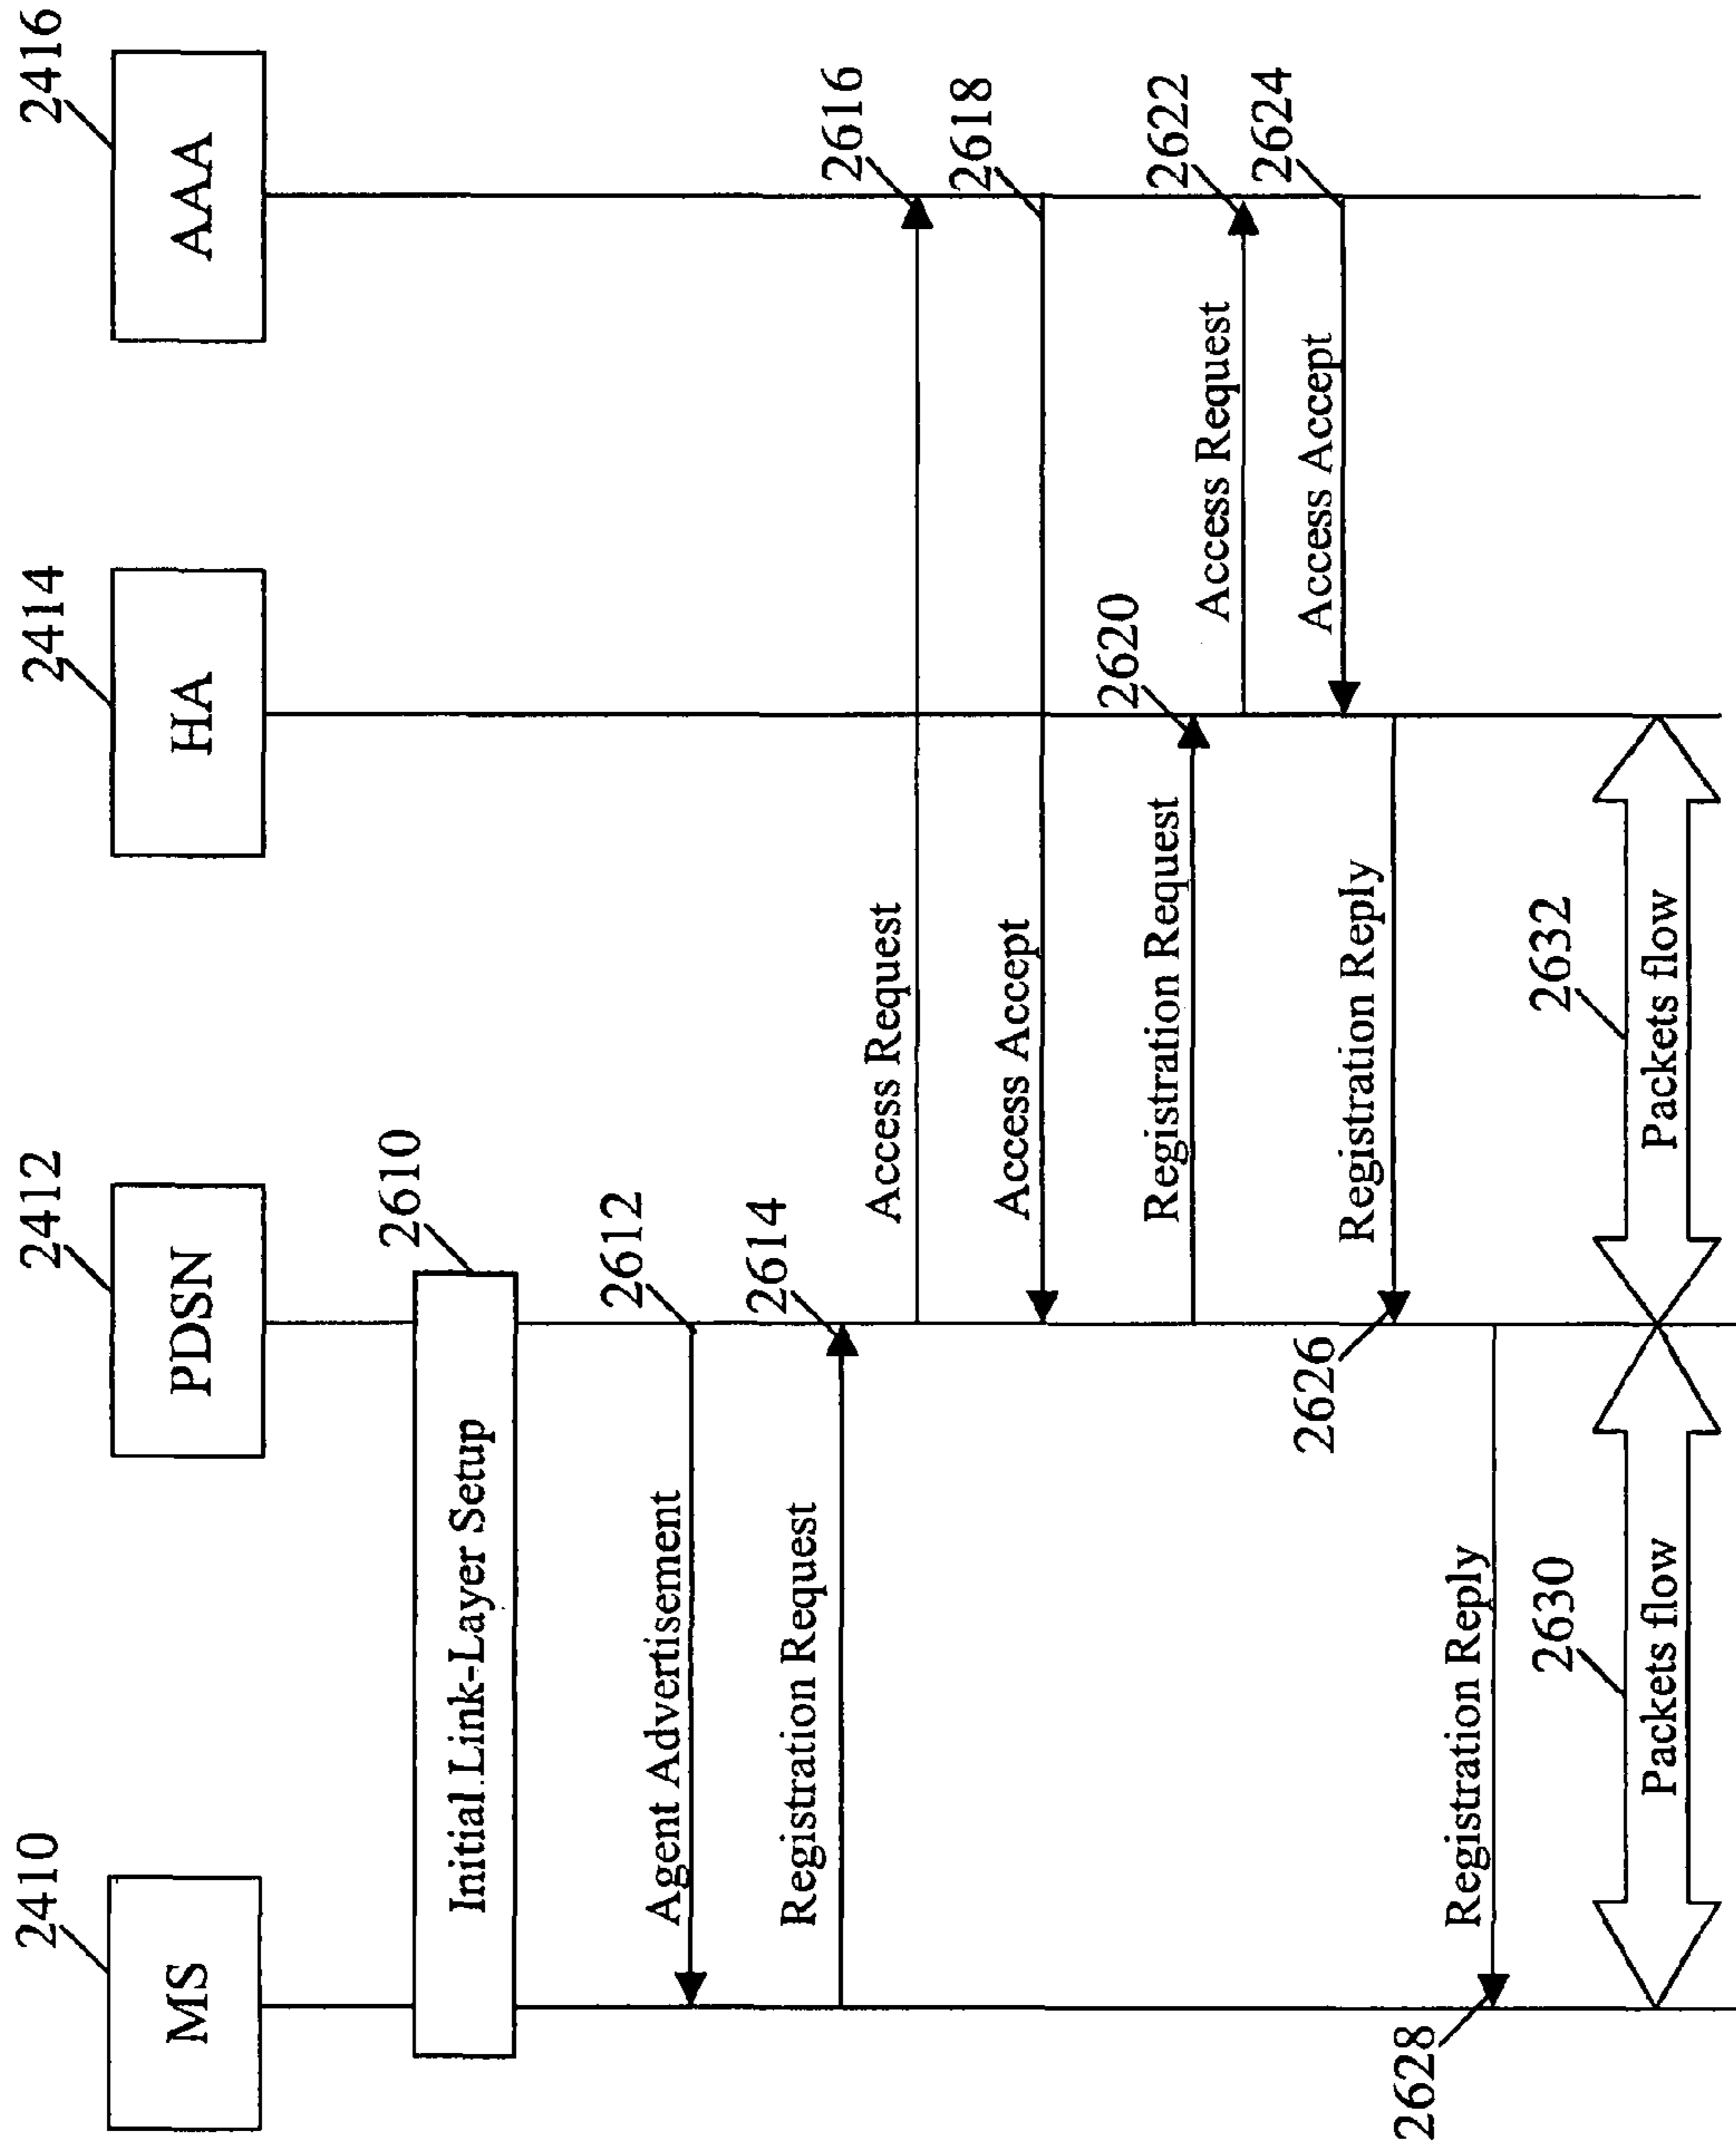 2410
2412
2414
2416
MS
PDSN
HA
AAA
2610
Initial Link-Layer Setup
2612
Agent Advertisement
2614
Registration Request
2616
Access Request
2618
Access Accept
2620
Registration Request
2622
Access Request
2624
Access Accept
2626
Registration Reply
2628
Registration Reply
2630
Packets flow
2632
Packets flow